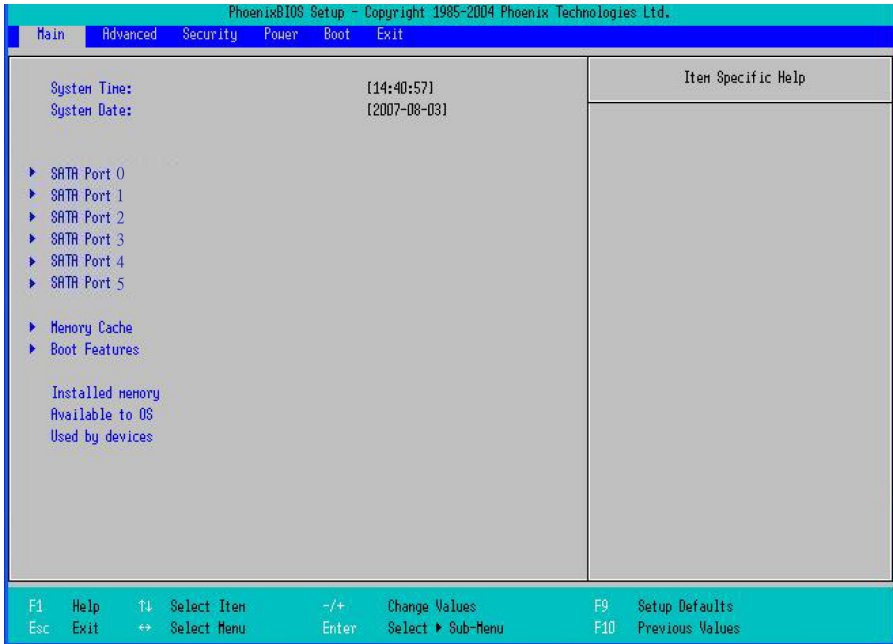 PhoenixBIOS Setup - Copyright 1985-2004 Phoenix Technologies Ltd.
Main Advanced Security Power Boot Exit
Item Specific Help
System Time: [14:40:57]
System Date: [2007-08-03]
▶ SATA Port 0
▶ SATA Port 1
▶ SATA Port 2
▶ SATA Port 3
▶ SATA Port 4
▶ SATA Port 5
▶ Memory Cache
▶ Boot Features
Installed memory
Available to OS
Used by devices
F1 Help ↑↓ Select Item -/+ Change Values F9 Setup Defaults
Esc Exit ↔ Select Menu Enter Select ▶ Sub-Menu F10 Previous Values